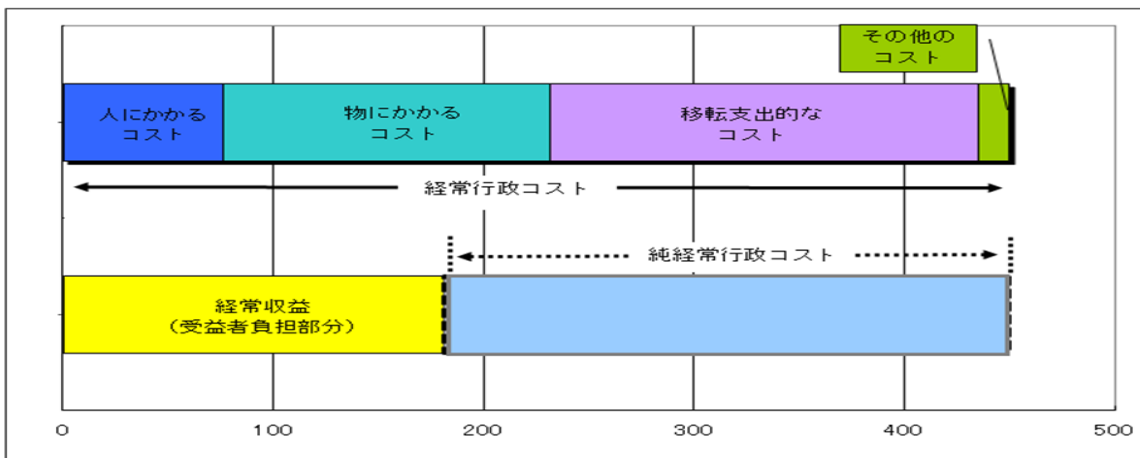 その他の
コスト
人にかかる
コスト
物にかかる
コスト
移転支出的な
コスト
経常行政コスト
純経常行政コスト
経常収益
(受益者負担部分)
0 100 200 300 400 500